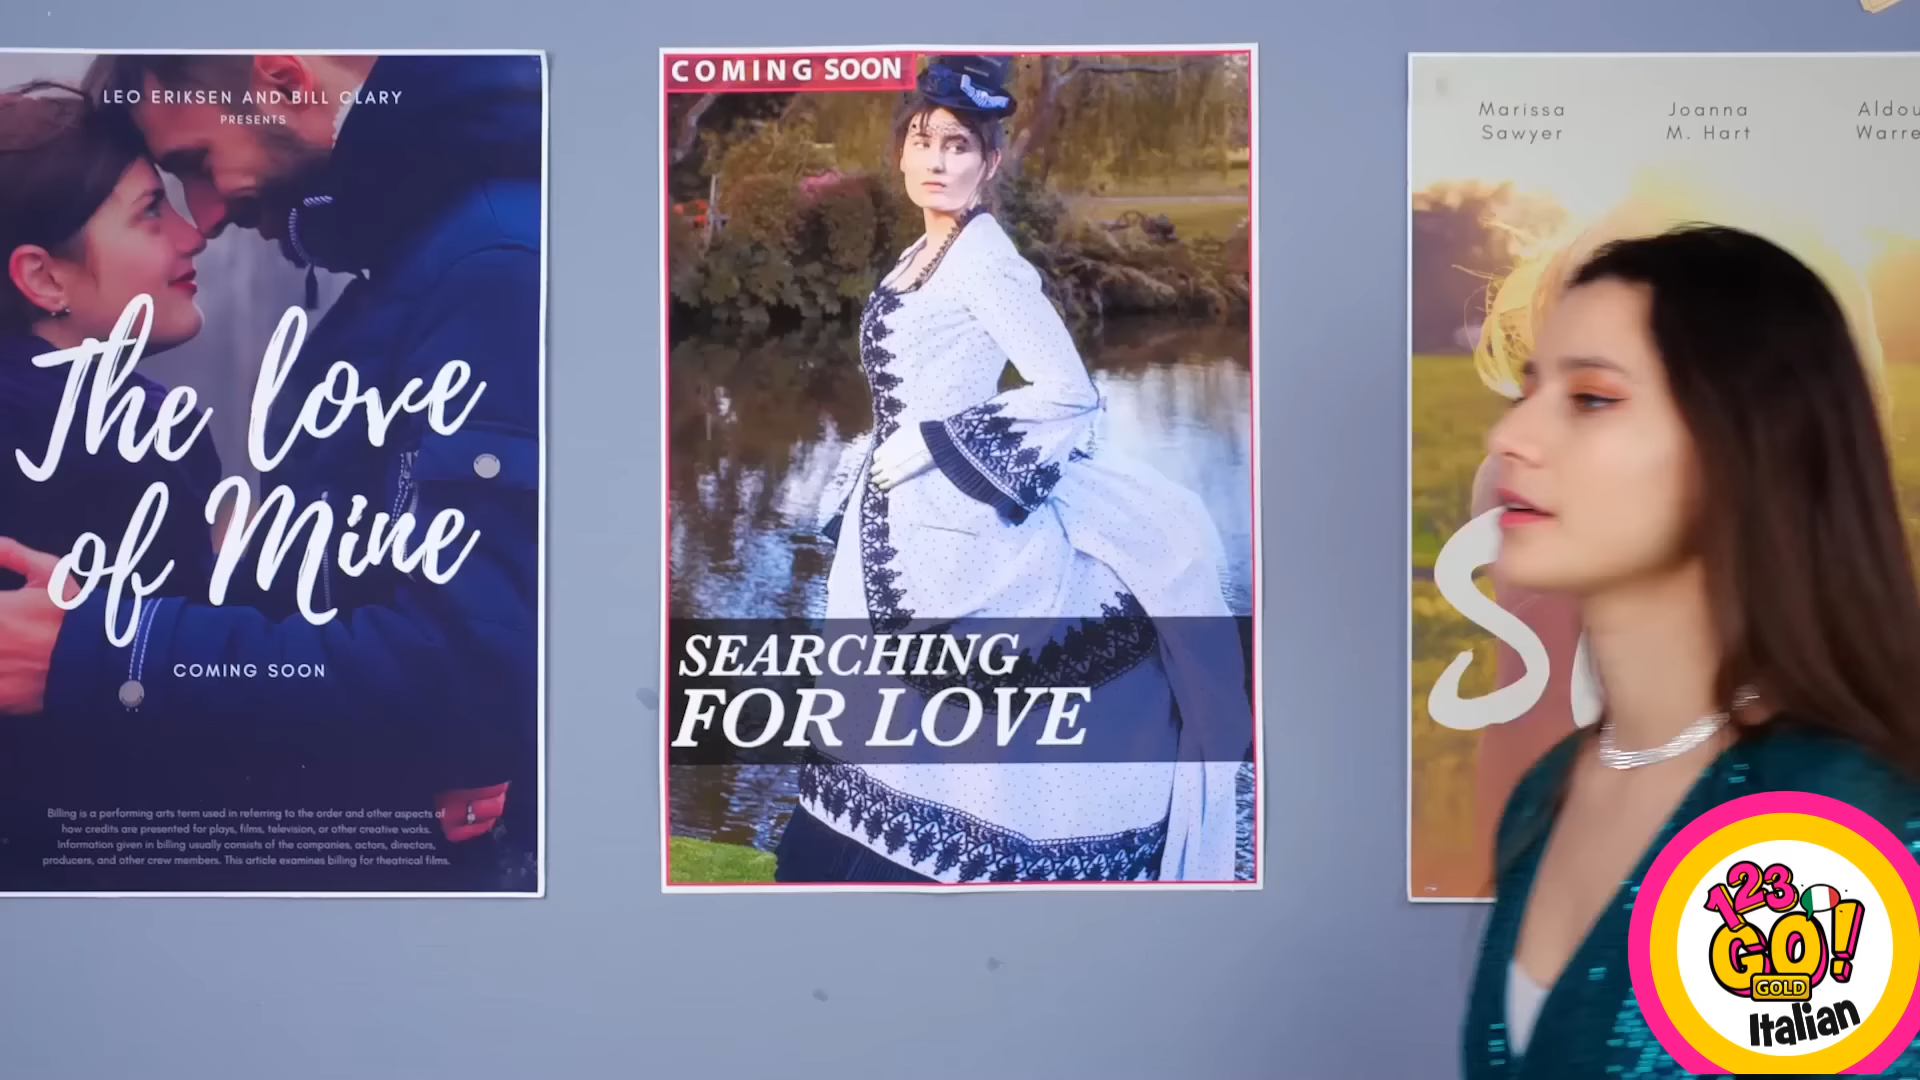 LEO ERIKSEN AND BILL CLARY
PRESENTS
The love
of Mine
COMING SOON
Billing is a performing arts term used in referring to the order and other aspects of
how credits are presented for plays, films, television, or other creative works.
Information given in billing usually consists of the companies, actors, directors,
producers, and other crew members. This article examines billing for theatrical films.
COMING SOON
SEARCHING
FOR LOVE
Marissa
Sawyer
Joanna
M. Hart
123
GO!
GOLD
Italian